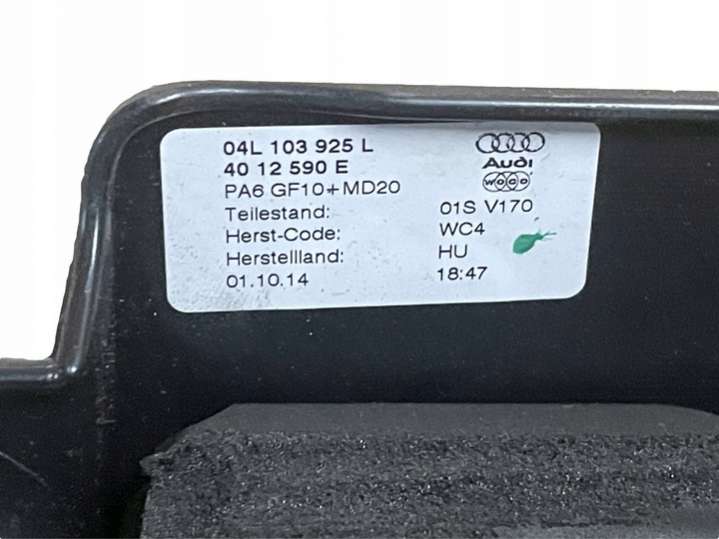 04L 103 925 L
40 12 590 E
PA6 GF10+MD20
Teilestand: 01S V170
Herst-Code: WC4
Herstellland: HU
01.10.14 18:47
Audi
WOCO